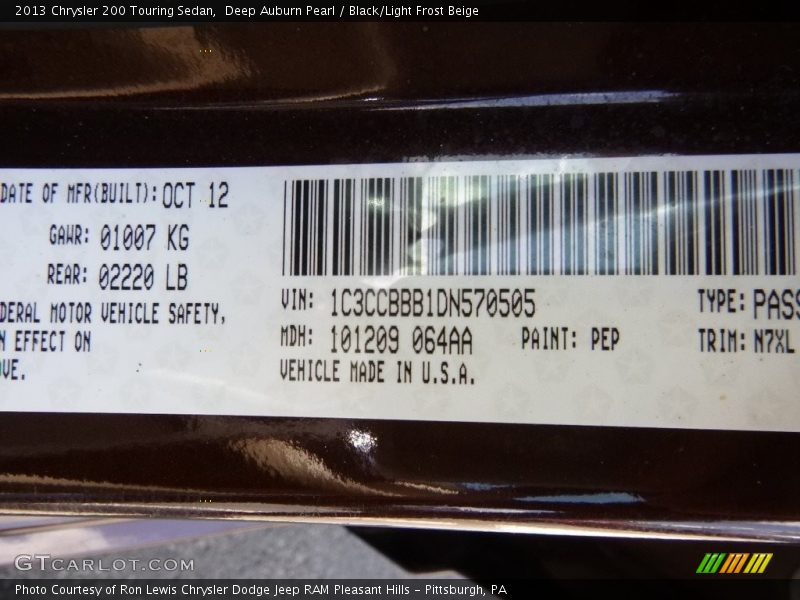 2013 Chrysler 200 Touring Sedan,  Deep Auburn Pearl / Black/Light Frost Beige
DATE OF MFR(BUILT): OCT 12
GAWR: 01007 KG
REAR: 02220 LB
DERAL MOTOR VEHICLE SAFETY,
N EFFECT ON
OVE.
VIN: 1C3CCBBB1DN570505
TYPE: PASS
MDH: 101209 064AA
PAINT: PEP
TRIM: N7XL
VEHICLE MADE IN U.S.A.
GTCARLOT.COM
Photo Courtesy of Ron Lewis Chrysler Dodge Jeep RAM Pleasant Hills – Pittsburgh, PA